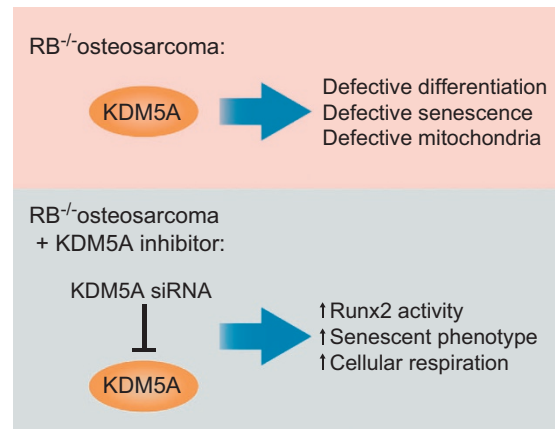 RB-/-osteosarcoma:
KDM5A
Defective differentiation
Defective senescence
Defective mitochondria
RB-/-osteosarcoma
+ KDM5A inhibitor:
KDM5A siRNA
KDM5A
↑Runx2 activity
↑Senescent phenotype
↑Cellular respiration